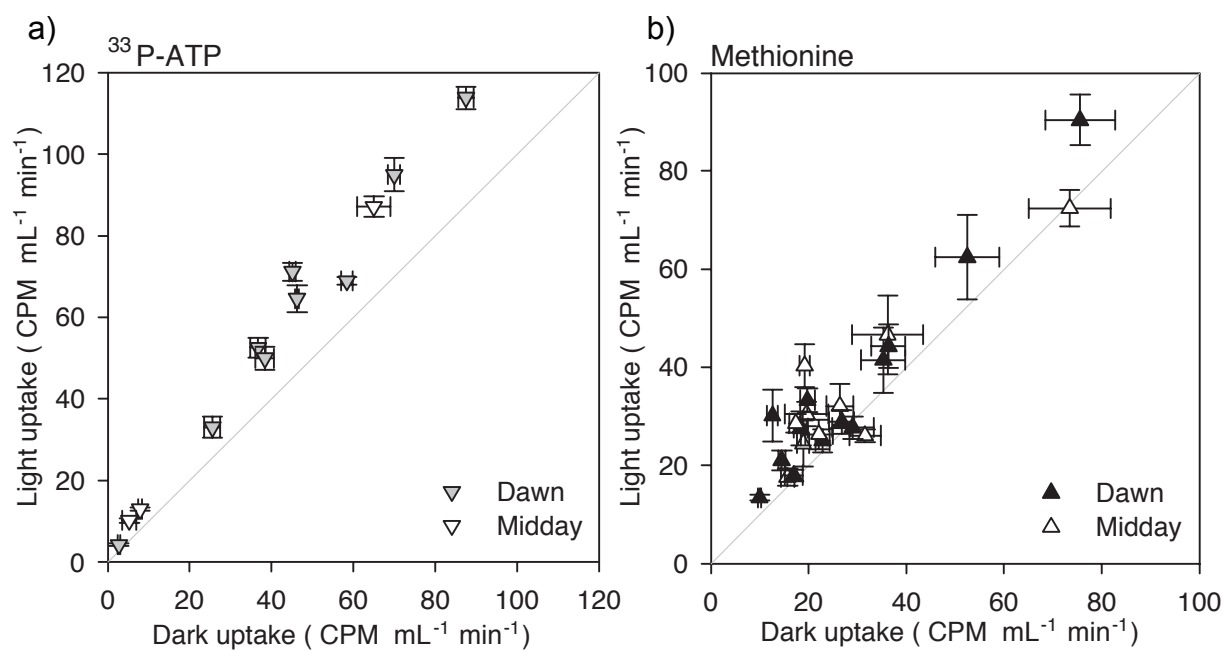 a)
³³ P-ATP
120
100
80
60
40
20
0
Light uptake ( CPM mL⁻¹ min⁻¹)
Dawn
Midday
0 20 40 60 80 100 120
Dark uptake ( CPM mL⁻¹ min⁻¹)
b)
Methionine
100
80
60
40
20
0
Light uptake ( CPM mL⁻¹ min⁻¹)
Dawn
Midday
0 20 40 60 80 100
Dark uptake ( CPM mL⁻¹ min⁻¹)